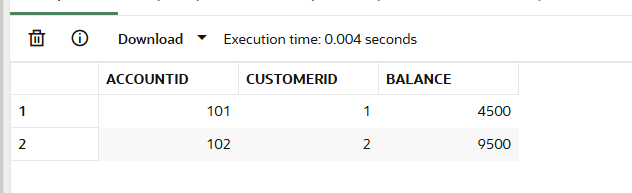 Download Execution time: 0.004 seconds
ACCOUNTID CUSTOMERID BALANCE
1 101 1 4500
2 102 2 9500